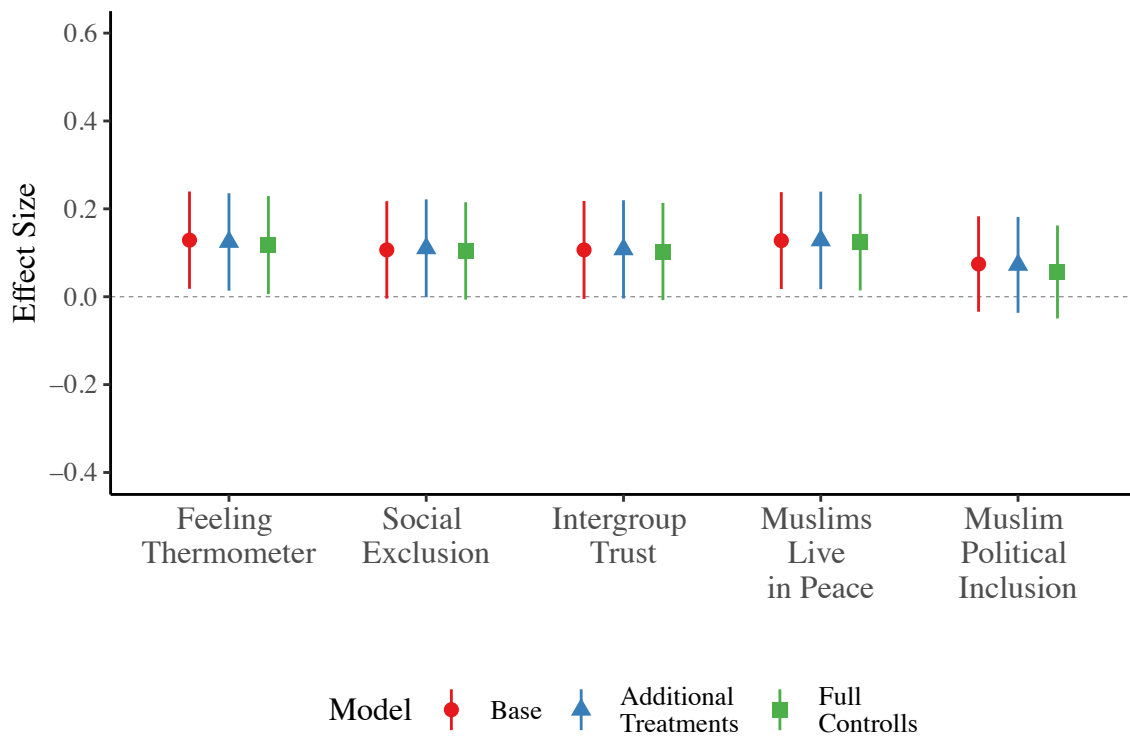 0.6
0.4
0.2
0.0
−0.2
−0.4
Effect Size
Feeling
Thermometer
Social
Exclusion
Intergroup
Trust
Muslims
Live
in Peace
Muslim
Political
Inclusion
Model
Base
Additional
Treatments
Full
Controlls